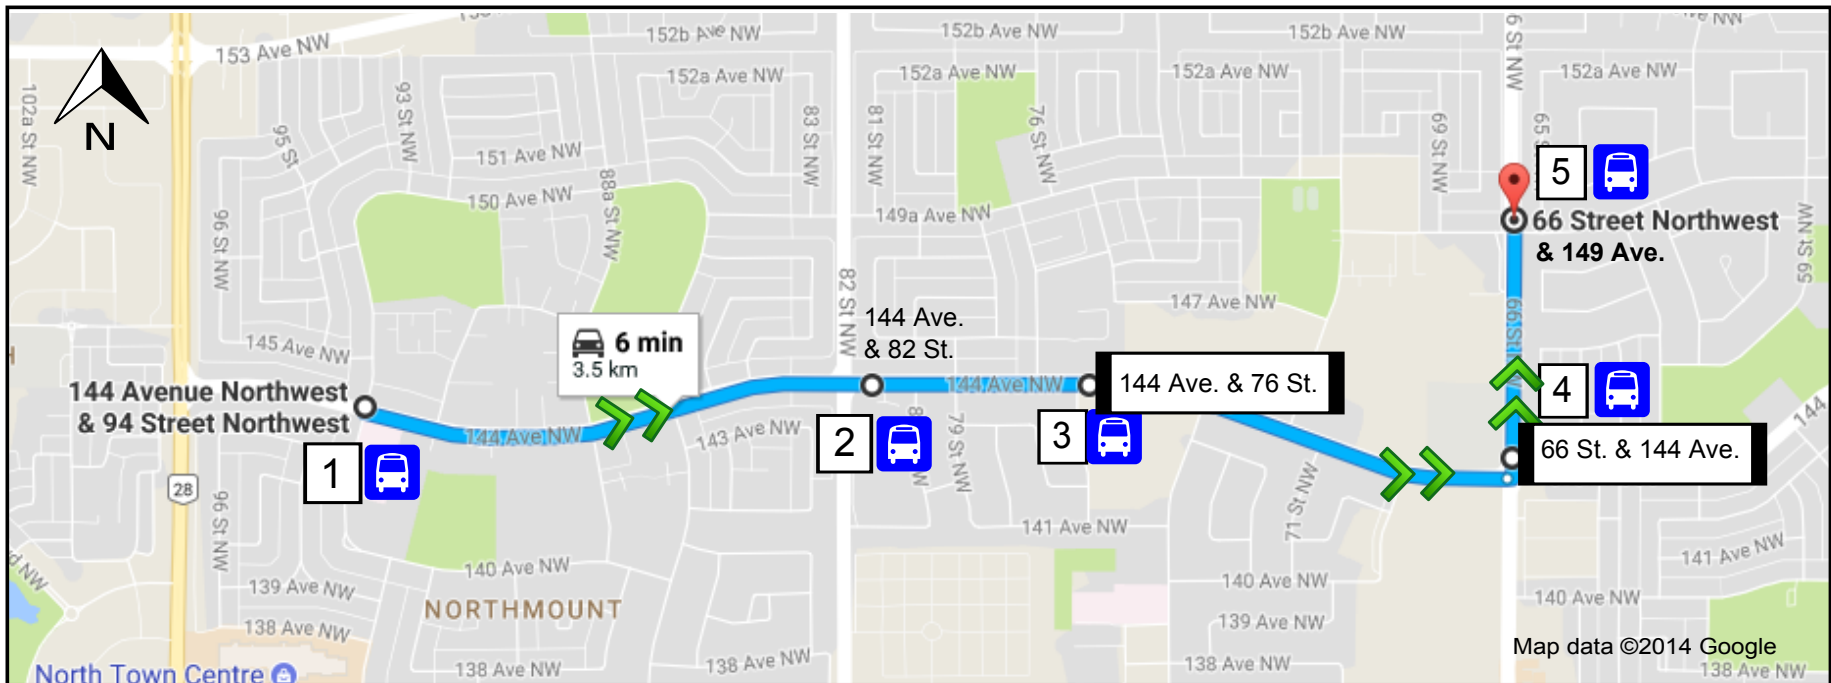 153 Ave NW
152b Ave NW
152b Ave NW
152b Ave NW
6 St NW
152a Ave NW
152a Ave NW
152a Ave NW
152a Ave NW
N
102a St NW
95 St
93 St NW
83 St NW
81 St NW
76 St NW
69 St NW
151 Ave NW
150 Ave NW
88a St NW
149a Ave NW
5
66 Street Northwest
& 149 Ave.
59 St NW
96 St NW
82 St NW
147 Ave NW
145 Ave NW
6 min
3.5 km
144 Ave.
& 82 St.
144 Avenue Northwest
& 94 Street Northwest
144 Ave NW
144 Ave. & 76 St.
4
144 Ave NW
143 Ave NW
1
2
79 St NW
3
66 St. & 144 Ave.
144
28
96 St NW
71 St NW
141 Ave NW
141 Ave NW
140 Ave NW
140 Ave NW
140 Ave NW
139 Ave NW
139 Ave NW
NORTHMOUNT
138 Ave NW
Map data ©2014 Google
North Town Centre
138 Ave NW
138 Ave NW
138 Ave NW
138 Ave NW